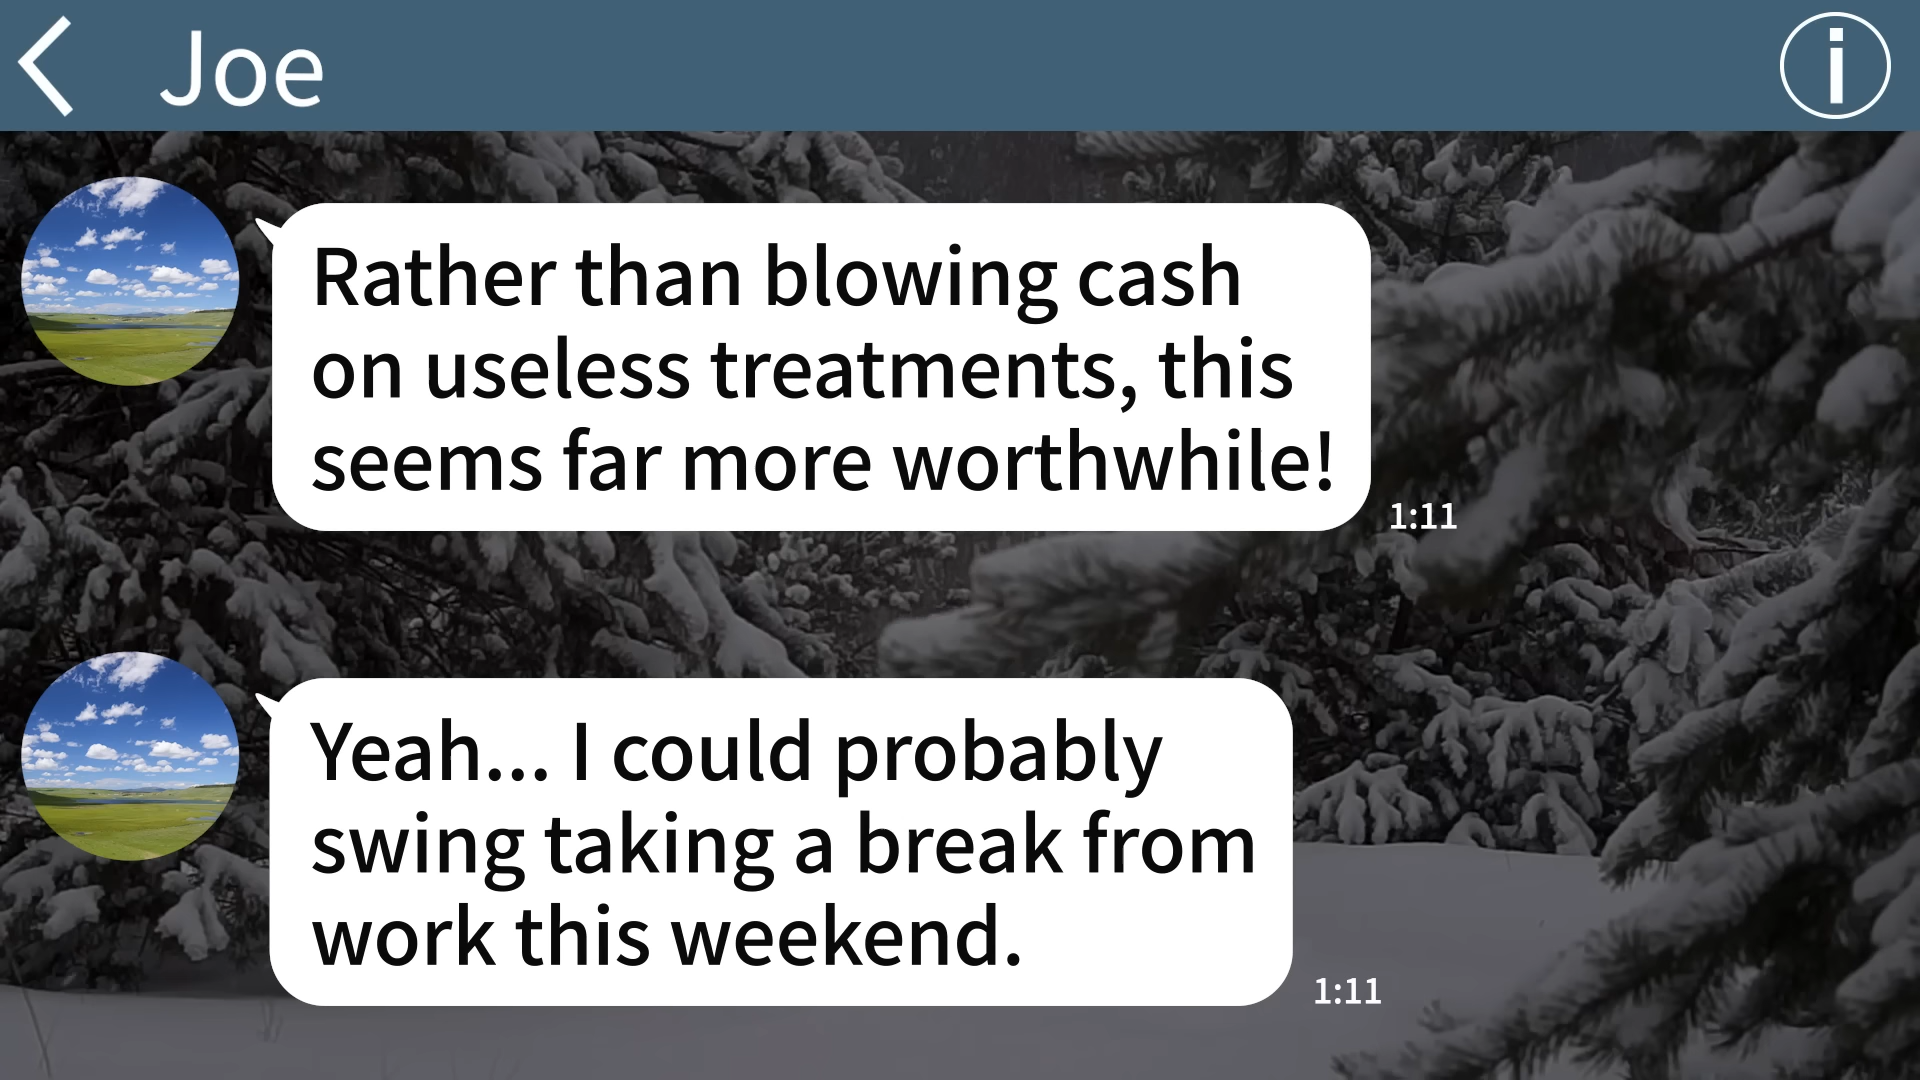 Joe
Rather than blowing cash
on useless treatments, this
seems far more worthwhile!
1:11
Yeah... I could probably
swing taking a break from
work this weekend.
1:11